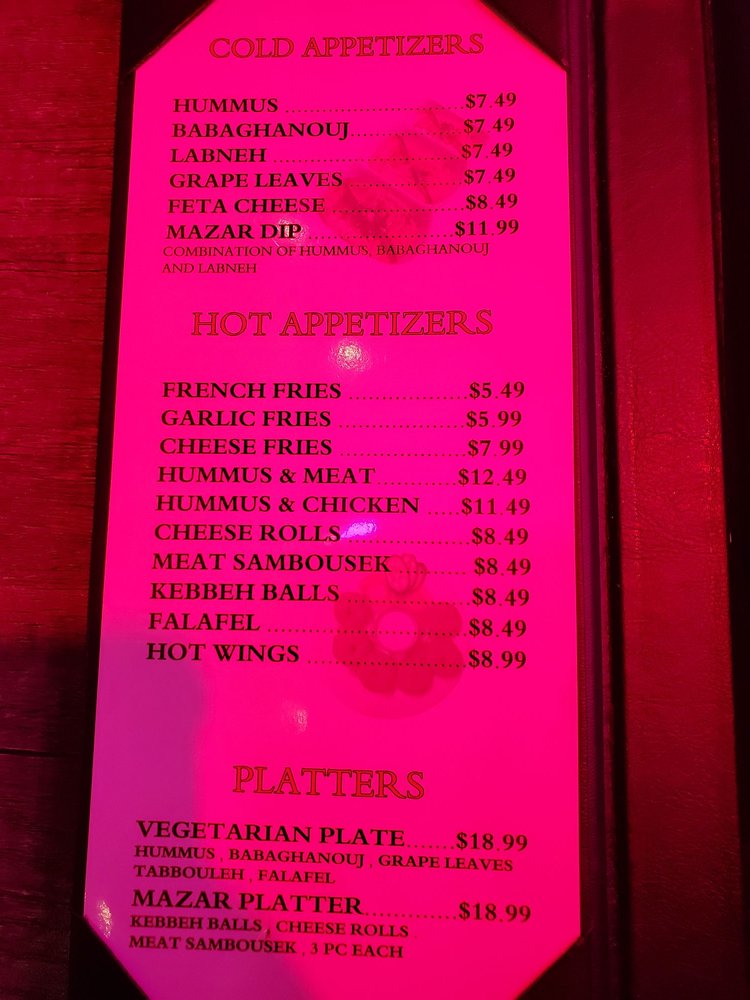 COLD APPETIZERS
HUMMUS ..............................$7.49
BABAGHANOUJ....................$7.49
LABNEH ................................$7.49
GRAPE LEAVES.....................$7.49
FETA CHEESE ........................$8.49
MAZAR DIP ..........................$11.99
COMBINATION OF HUMMUS, BABAGHANOUJ
AND LABNEH
HOT APPETIZERS
FRENCH FRIES ....................$5.49
GARLIC FRIES ......................$5.99
CHEESE FRIES ......................$7.99
HUMMUS & MEAT.............$12.49
HUMMUS & CHICKEN .....$11.49
CHEESE ROLLS ....................$8.49
MEAT SAMBOUSEK ............ $8.49
KEBBEH BALLS.....................$8.49
FALAFEL ................................$8.49
HOT WINGS .........................$8.99
PLATTERS
VEGETARIAN PLATE.......$18.99
HUMMUS , BABAGHANOUJ , GRAPE LEAVES
TABBOULEH , FALAFEL
MAZAR PLATTER.............$18.99
KEBBEH BALLS , CHEESE ROLLS
MEAT SAMBOUSEK , 3 PC EACH